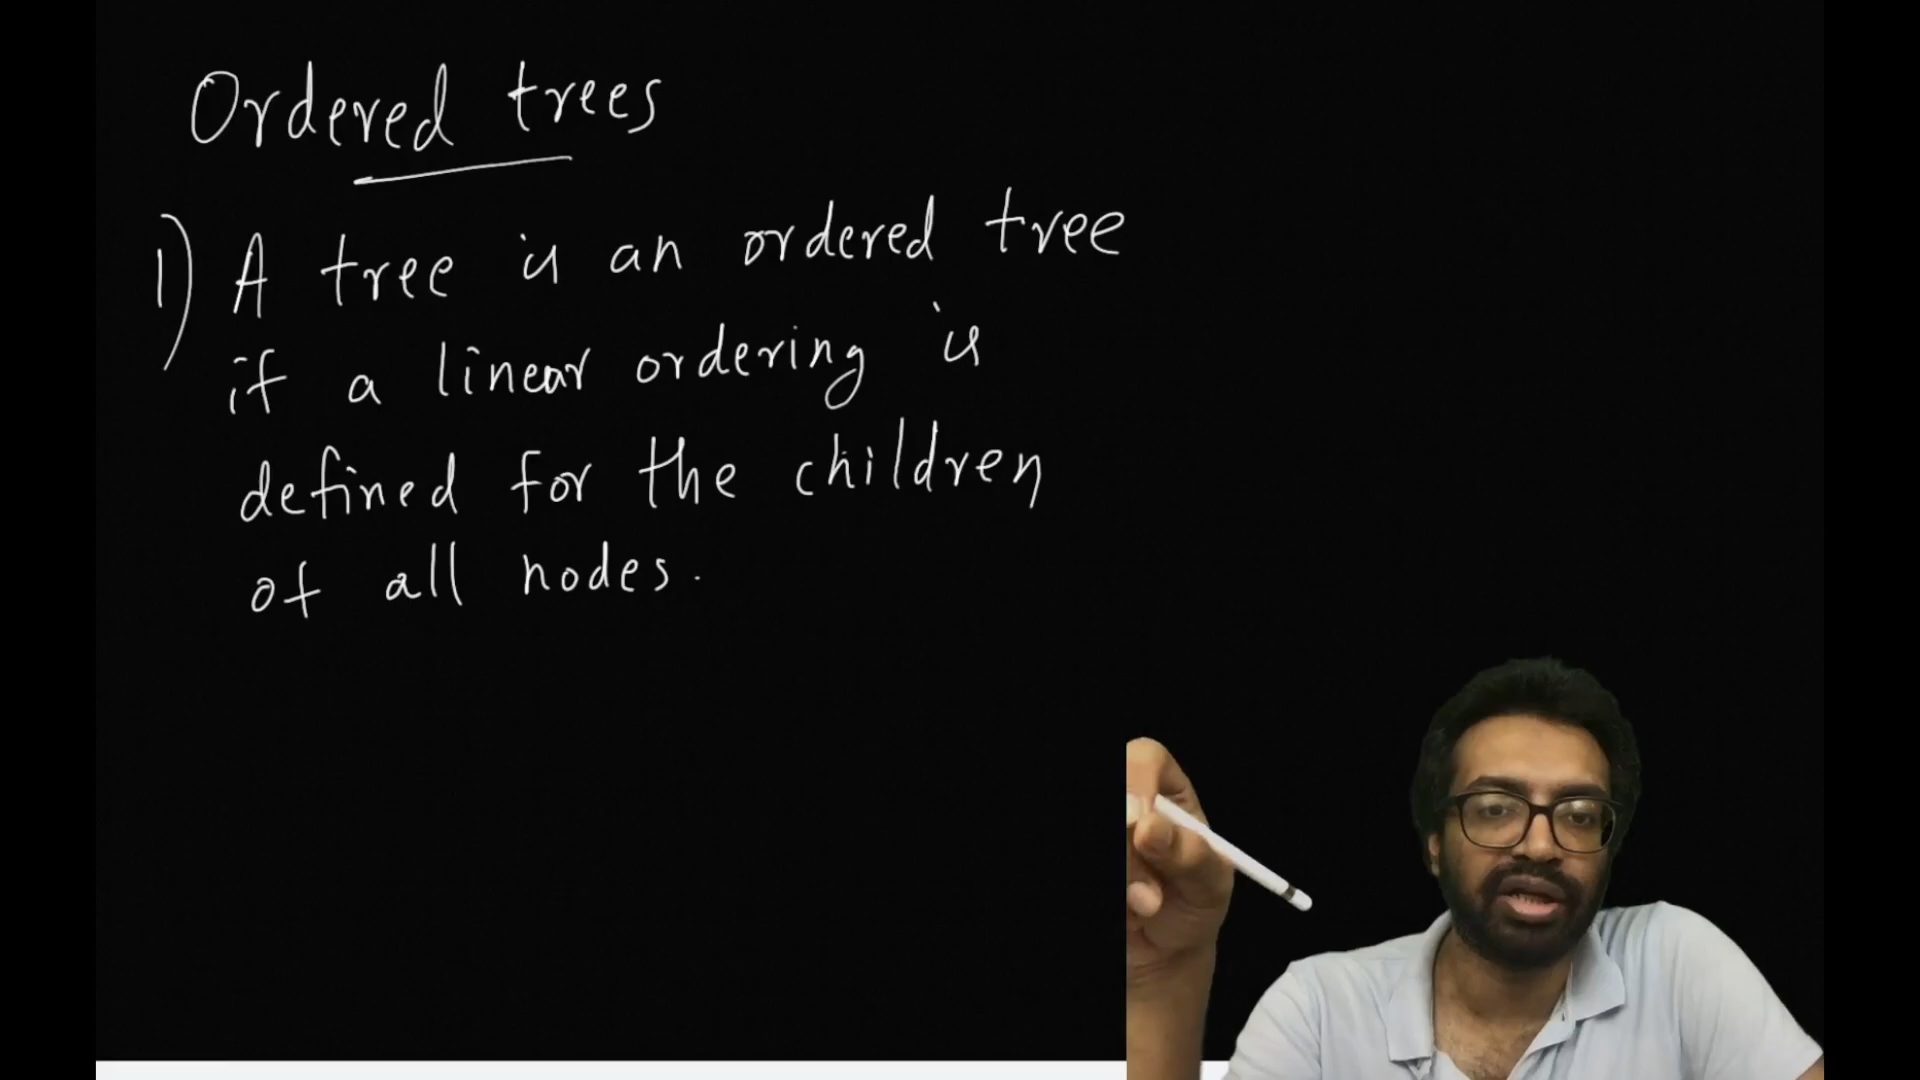 Ordered trees
1) A tree is an ordered tree
if a linear ordering is
defined for the children
of all nodes.